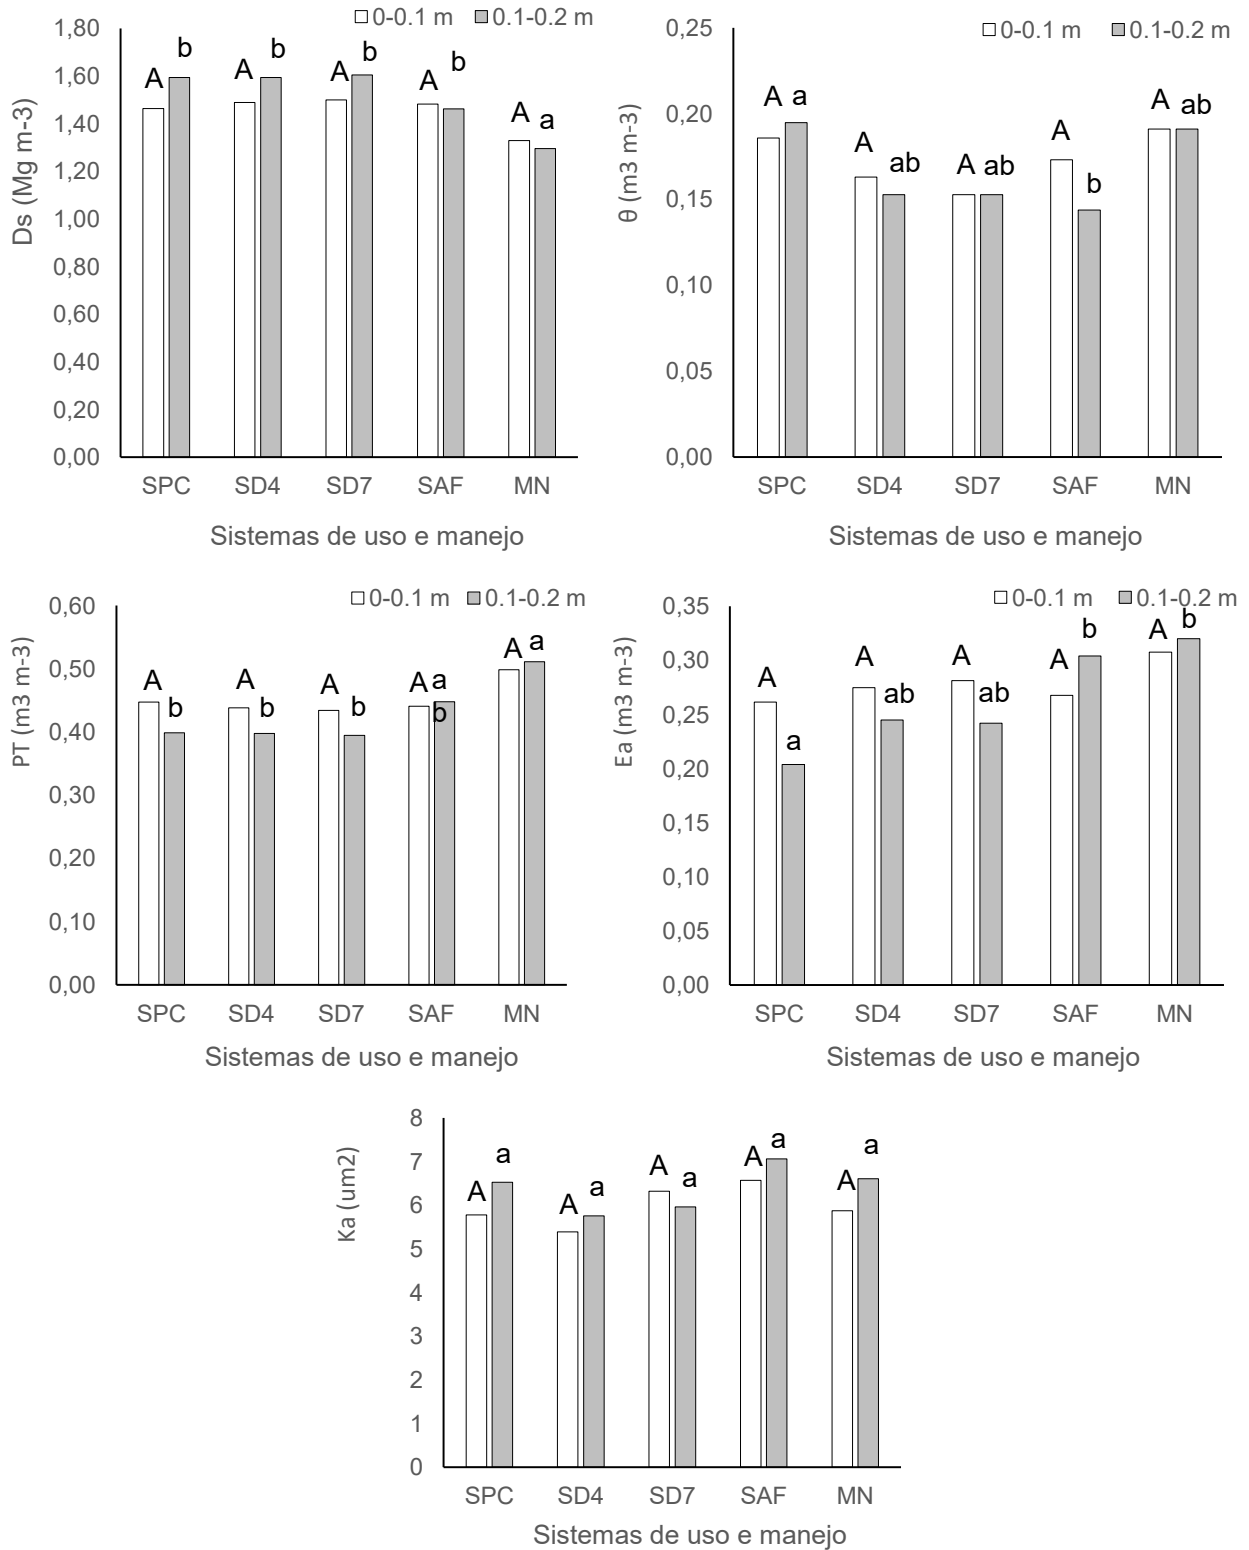 0-0.1 m 0.1-0.2 m
1,80
1,60
1,40
1,20
1,00
0,80
0,60
0,40
0,20
0,00
Ds (Mg m-3)
A b A b A b A b A a
SPC SD4 SD7 SAF MN
Sistemas de uso e manejo
0-0.1 m 0.1-0.2 m
0,25
0,20
0,15
0,10
0,05
0,00
θ (m3 m-3)
A a A ab A ab A b A ab
SPC SD4 SD7 SAF MN
Sistemas de uso e manejo
0-0.1 m 0.1-0.2 m
0,60
0,50
0,40
0,30
0,20
0,10
0,00
PT (m3 m-3)
A b A b A b A a b A a
SPC SD4 SD7 SAF MN
Sistemas de uso e manejo
0-0.1 m 0.1-0.2 m
0,35
0,30
0,25
0,20
0,15
0,10
0,05
0,00
Ea (m3 m-3)
A a A ab A ab A b A b
SPC SD4 SD7 SAF MN
Sistemas de uso e manejo
8
7
6
5
4
3
2
1
0
Ka (um2)
A a A a A a A a A a
SPC SD4 SD7 SAF MN
Sistemas de uso e manejo